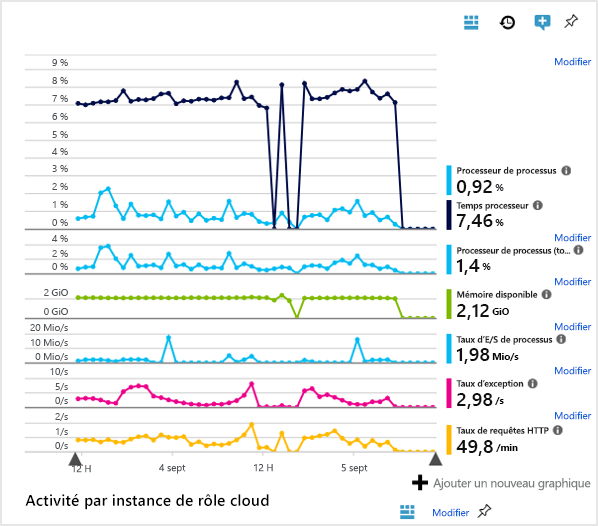 Modifier
9 %
8 %
7 %
6 %
5 %
4 %
3 %
2 %
1 %
0 %
Processeur de processus
0,92 %
Temps processeur
7,46 %
Modifier
4 %
2 %
0 %
Processeur de processus (to...
1,4 %
Modifier
2 GiO
0 GiO
Mémoire disponible
2,12 GiO
Modifier
20 Mio/s
10 Mio/s
0 Mio/s
Taux d'E/S de processus
1,98 Mio/s
Modifier
10/s
5/s
0/s
Taux d'exception
2,98 /s
Modifier
2/s
1/s
0/s
Taux de requêtes HTTP
49,8 /min
12 H
4 sept
12 H
5 sept
Ajouter un nouveau graphique
Activité par instance de rôle cloud
Modifier